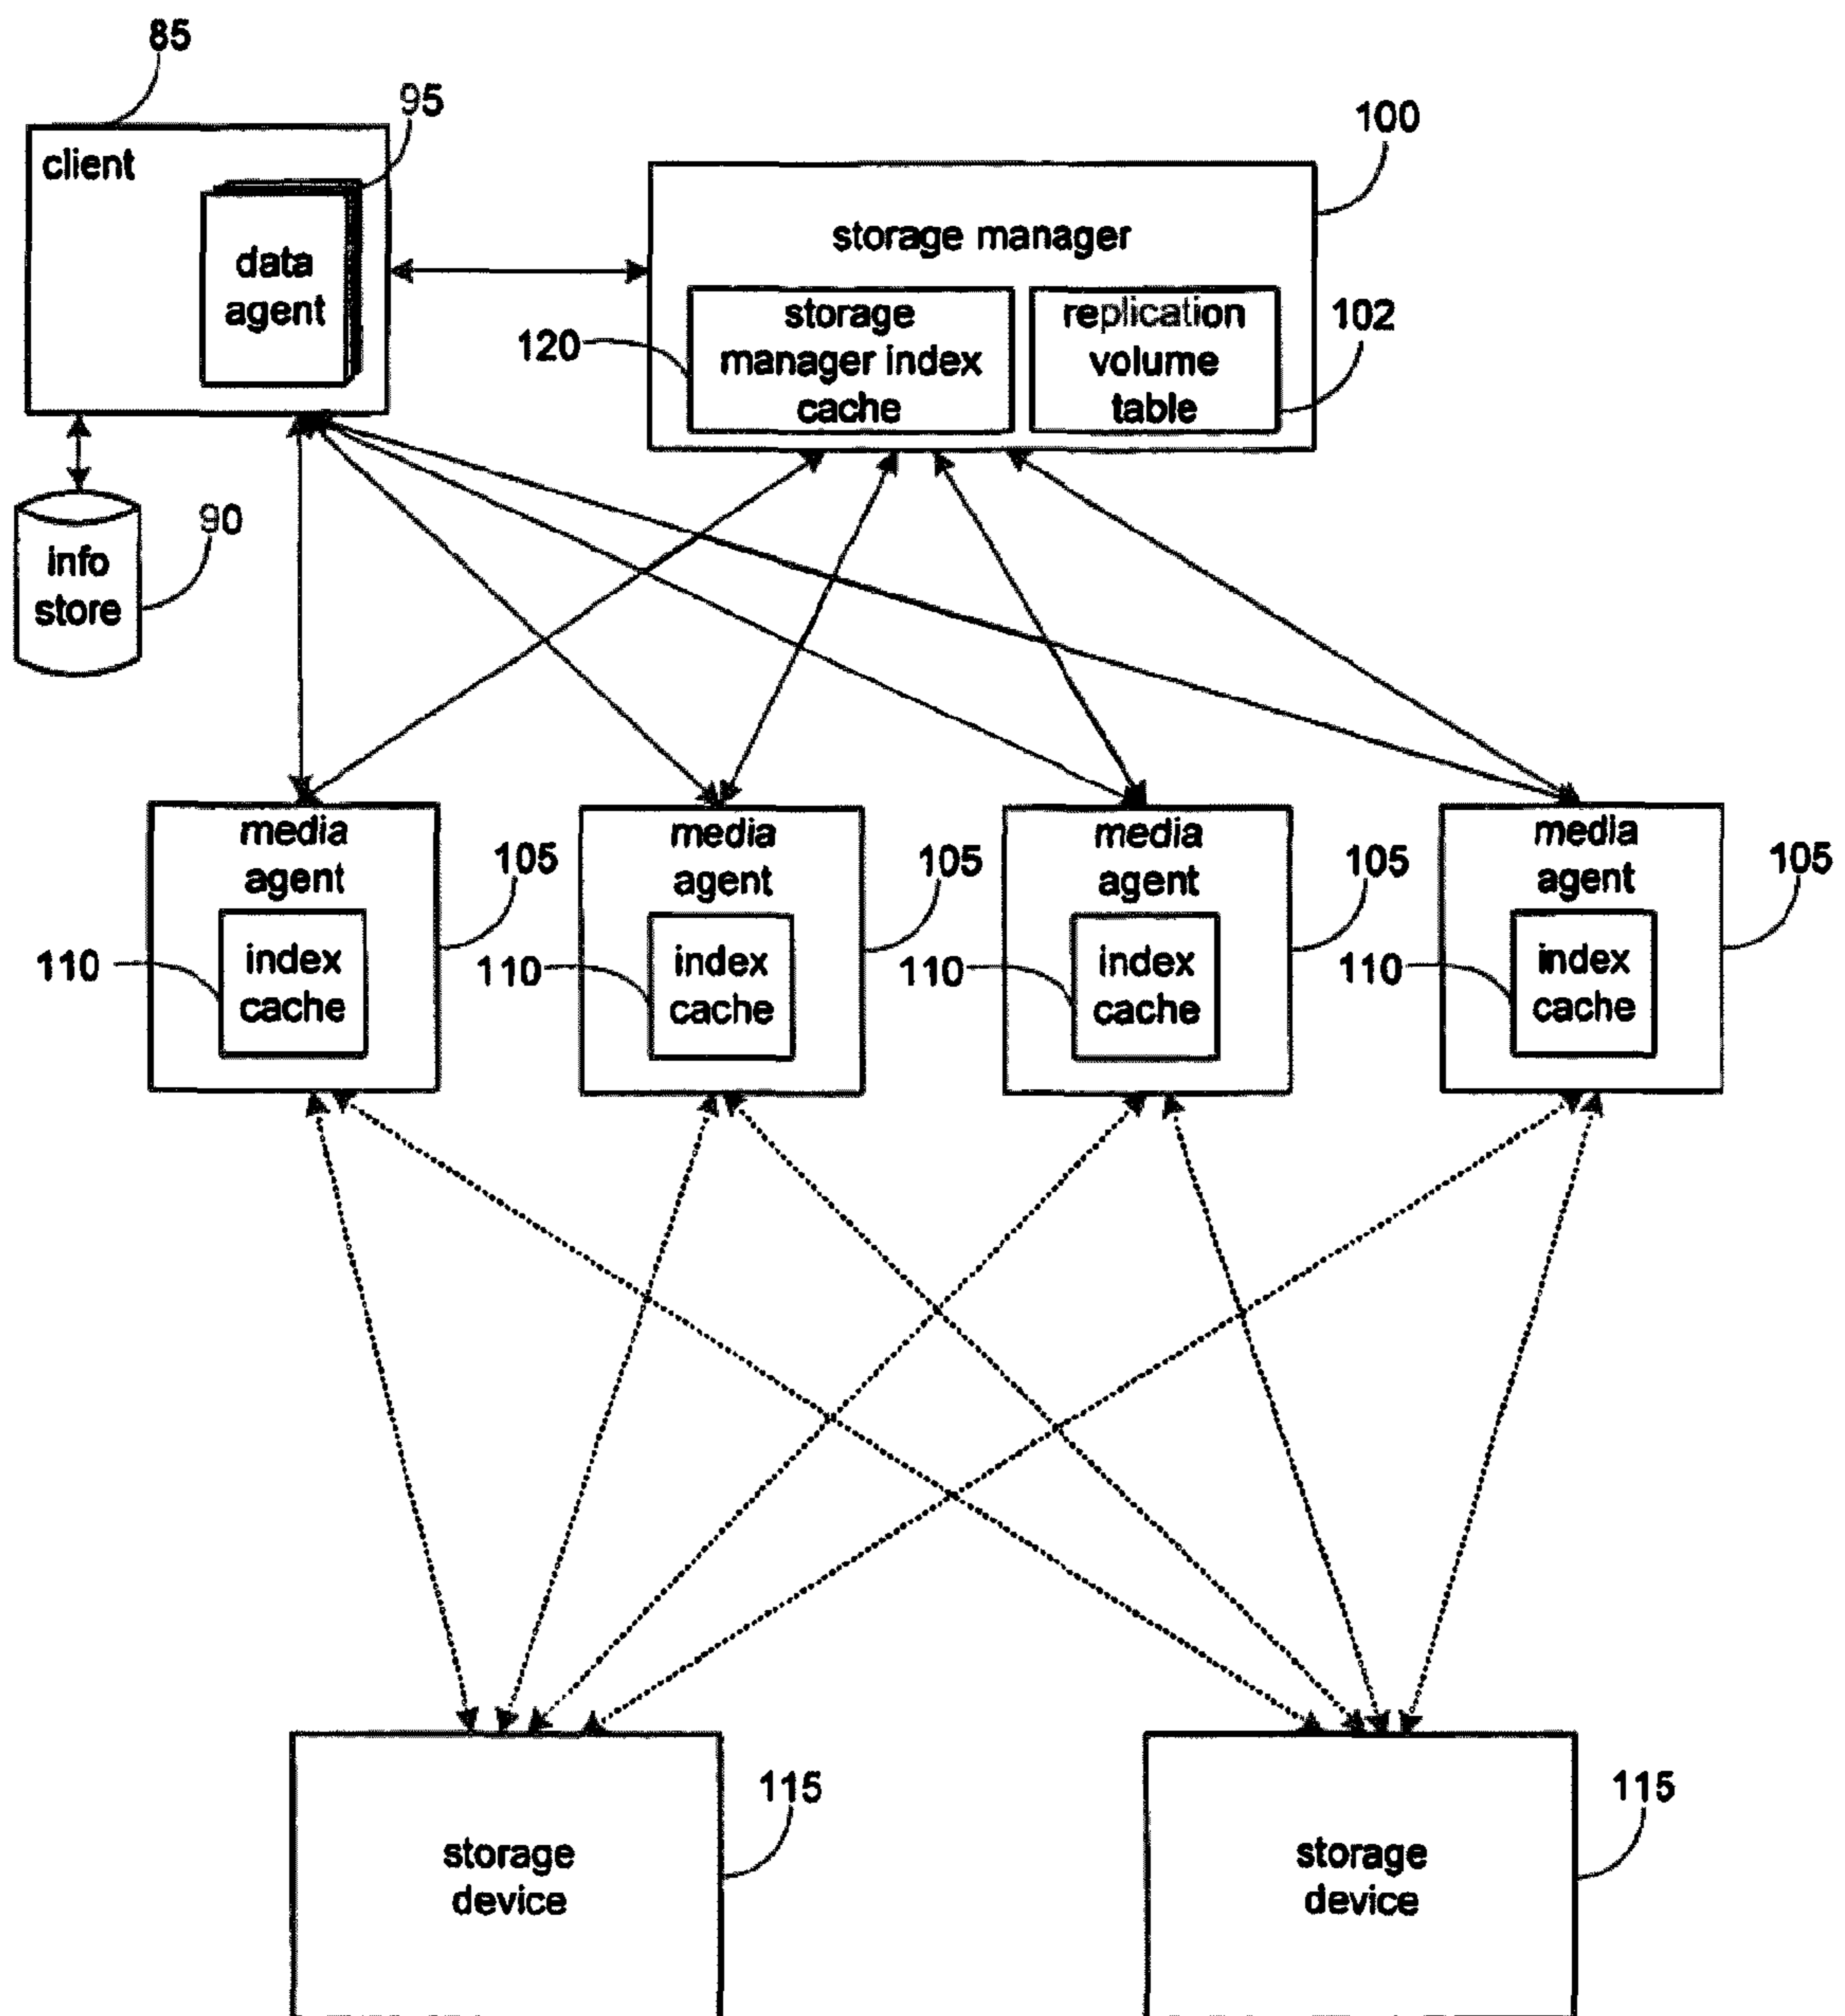 85
95
client
data
agent
100
storage manager
120
storage
manager index
cache
replication
volume
table
102
info
store
90
media
agent
105
110
index
cache
media
agent
105
110
index
cache
media
agent
105
110
index
cache
media
agent
105
110
index
cache
storage
device
115
storage
device
115